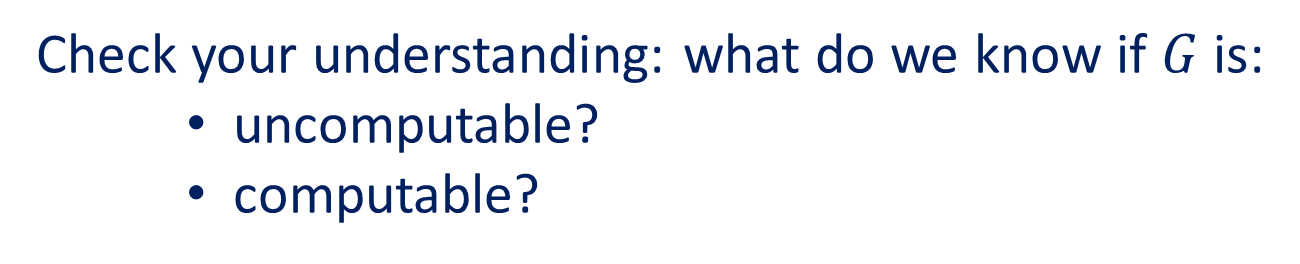 Check your understanding: what do we know if G is:
• uncomputable?
• computable?